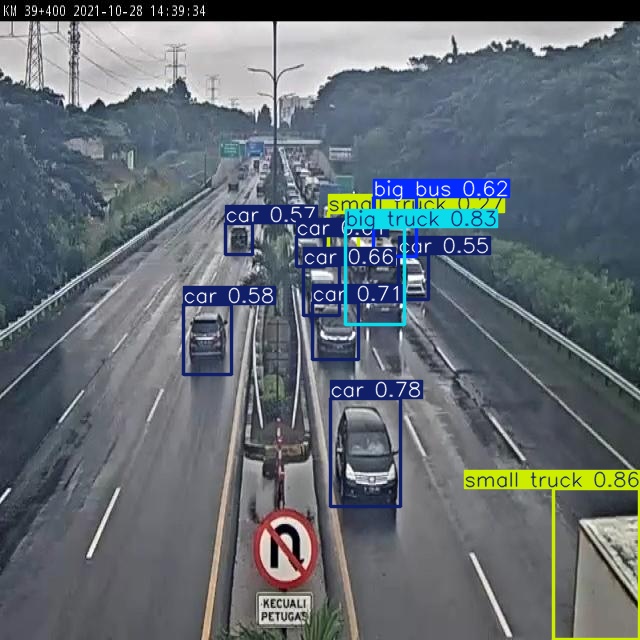 KM 39+400 2021-10-28 14:39:34
big bus 0.62
small truck 0.27
big truck 0.83
car 0.57
car
car 0.55
car 0.66
car 0.58
car 0.71
car 0.78
small truck 0.86
KECUALI
PETUGAS